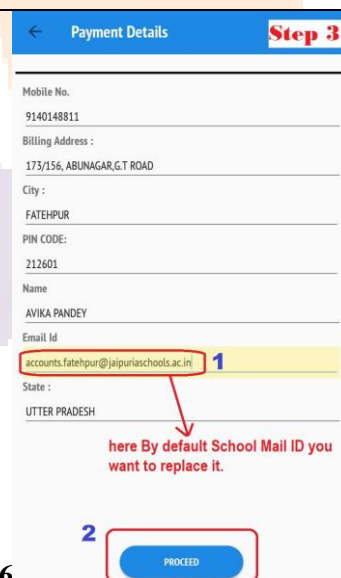 ← Payment Details Step 3
Mobile No.
9140148811
Billing Address :
173/156, ABUNAGAR,G.T ROAD
City :
FATEHPUR
PIN CODE:
212601
Name
AVIKA PANDEY
Email Id
accounts.fatehpur@jaipuriaschools.ac.in 1
State :
UTTER PRADESH
here By default School Mail ID you
want to replace it.
2
PROCEED
6